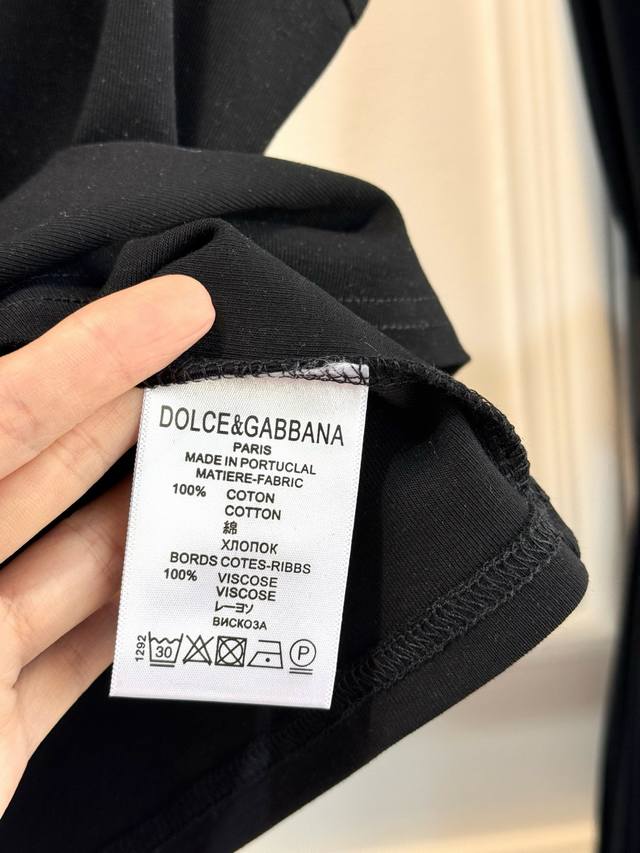 DOLCE&GABBANA
PARIS
MADE IN PORTUCLAL
MATIERE-FABRIC
100% COTON
COTTON
綿
ХЛОПОК
BORDS COTES-RIBBS
100% VISCOSE
VISCOSE
レーヨソ
ВИСКОЗА
1292
30
P